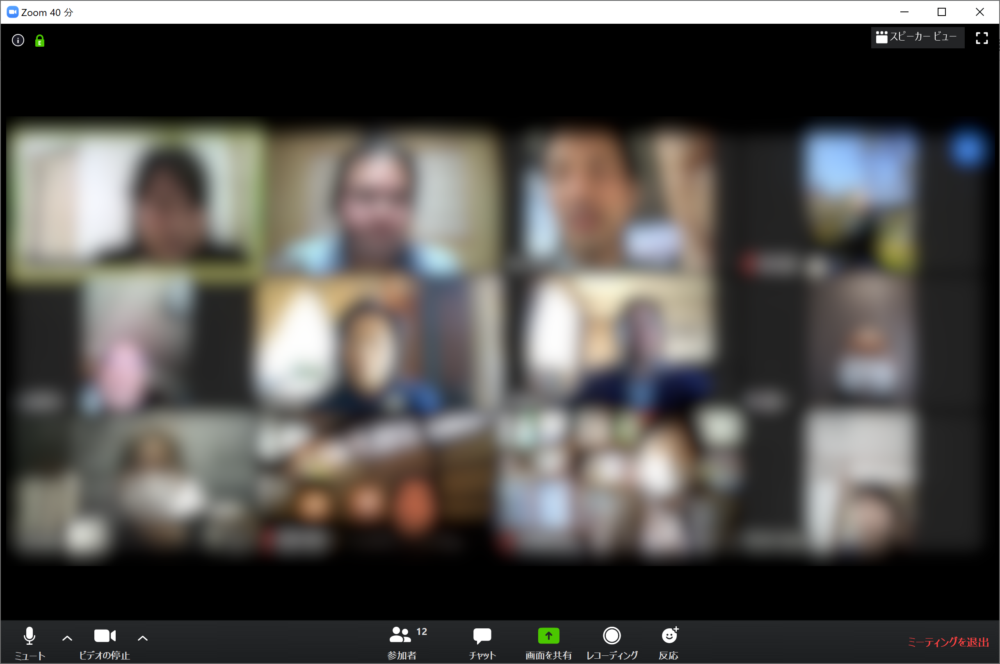 Zoom 40 分
E
スピーカー ビュー
12
ミュート
ビデオの停止
参加者
チャット
画面を共有
レコーディング
反応
ミーティングを退出